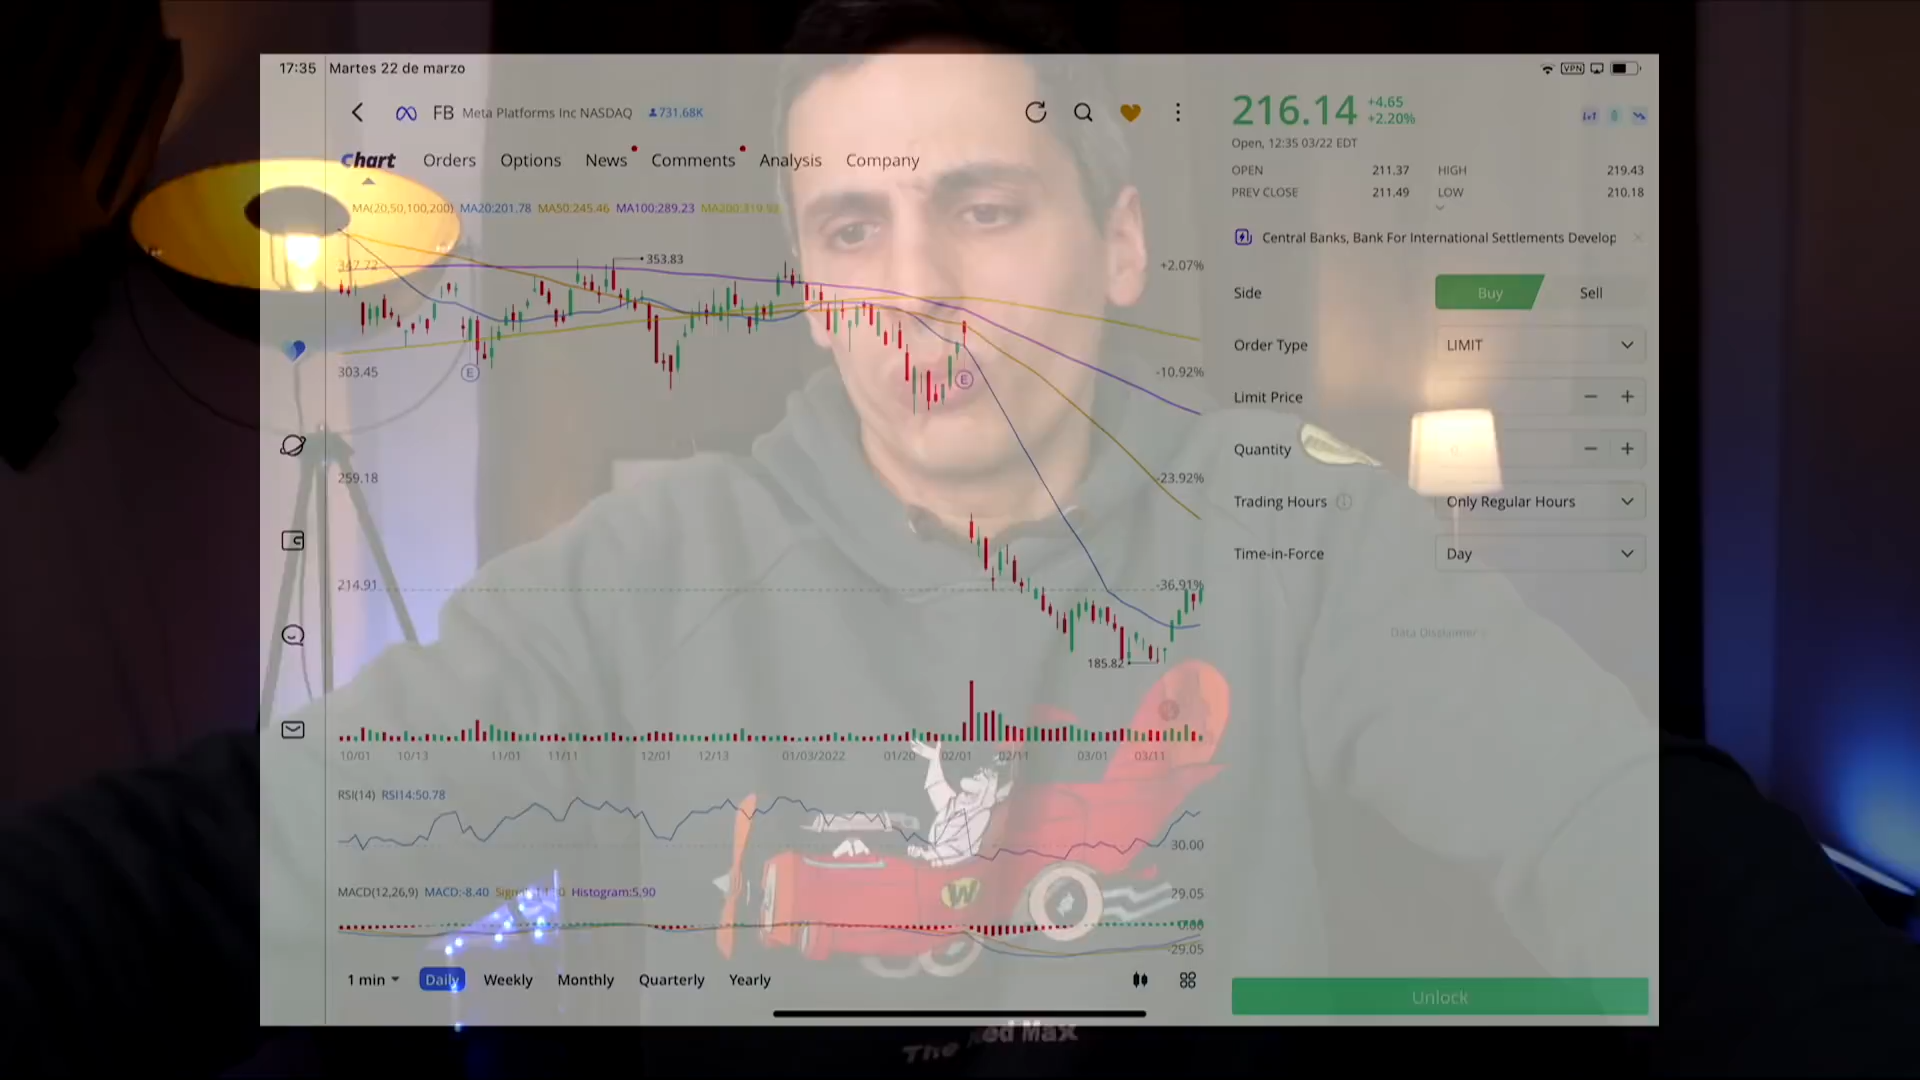 17:35 Martes 22 de marzo
VPN
FB Meta Platforms Inc NASDAQ 731.68K
Chart Orders Options News Comments Analysis Company
MA(20,50,100,200) MA20:201.78 MA50:245.46 MA100:289.23
347.72
353.83
+2.07%
303.45
-10.92%
E
E
259.18
-23.92%
214.91
-36.91%
185.82
10/01 10/13 11/01 11/11 12/01 12/13 01/03/2022 01/20 02/01 02/11 03/01 03/11
RSI(14) RSI14:50.78
30.00
MACD(12,26,9) MACD:-8.40 Histogram:5.90
29.05
0.00
-29.05
1 min Daily Weekly Monthly Quarterly Yearly
216.14 +4.65
+2.20%
Open, 12:35 03/22 EDT
OPEN 211.37 HIGH 219.43
PREV CLOSE 211.49 LOW 210.18
Central Banks, Bank For International Settlements Develop
Side Buy Sell
Order Type LIMIT
Limit Price
Quantity
Trading Hours Only Regular Hours
Time-in-Force Day
Data Disclaimer
Unlock
W
The Red Max